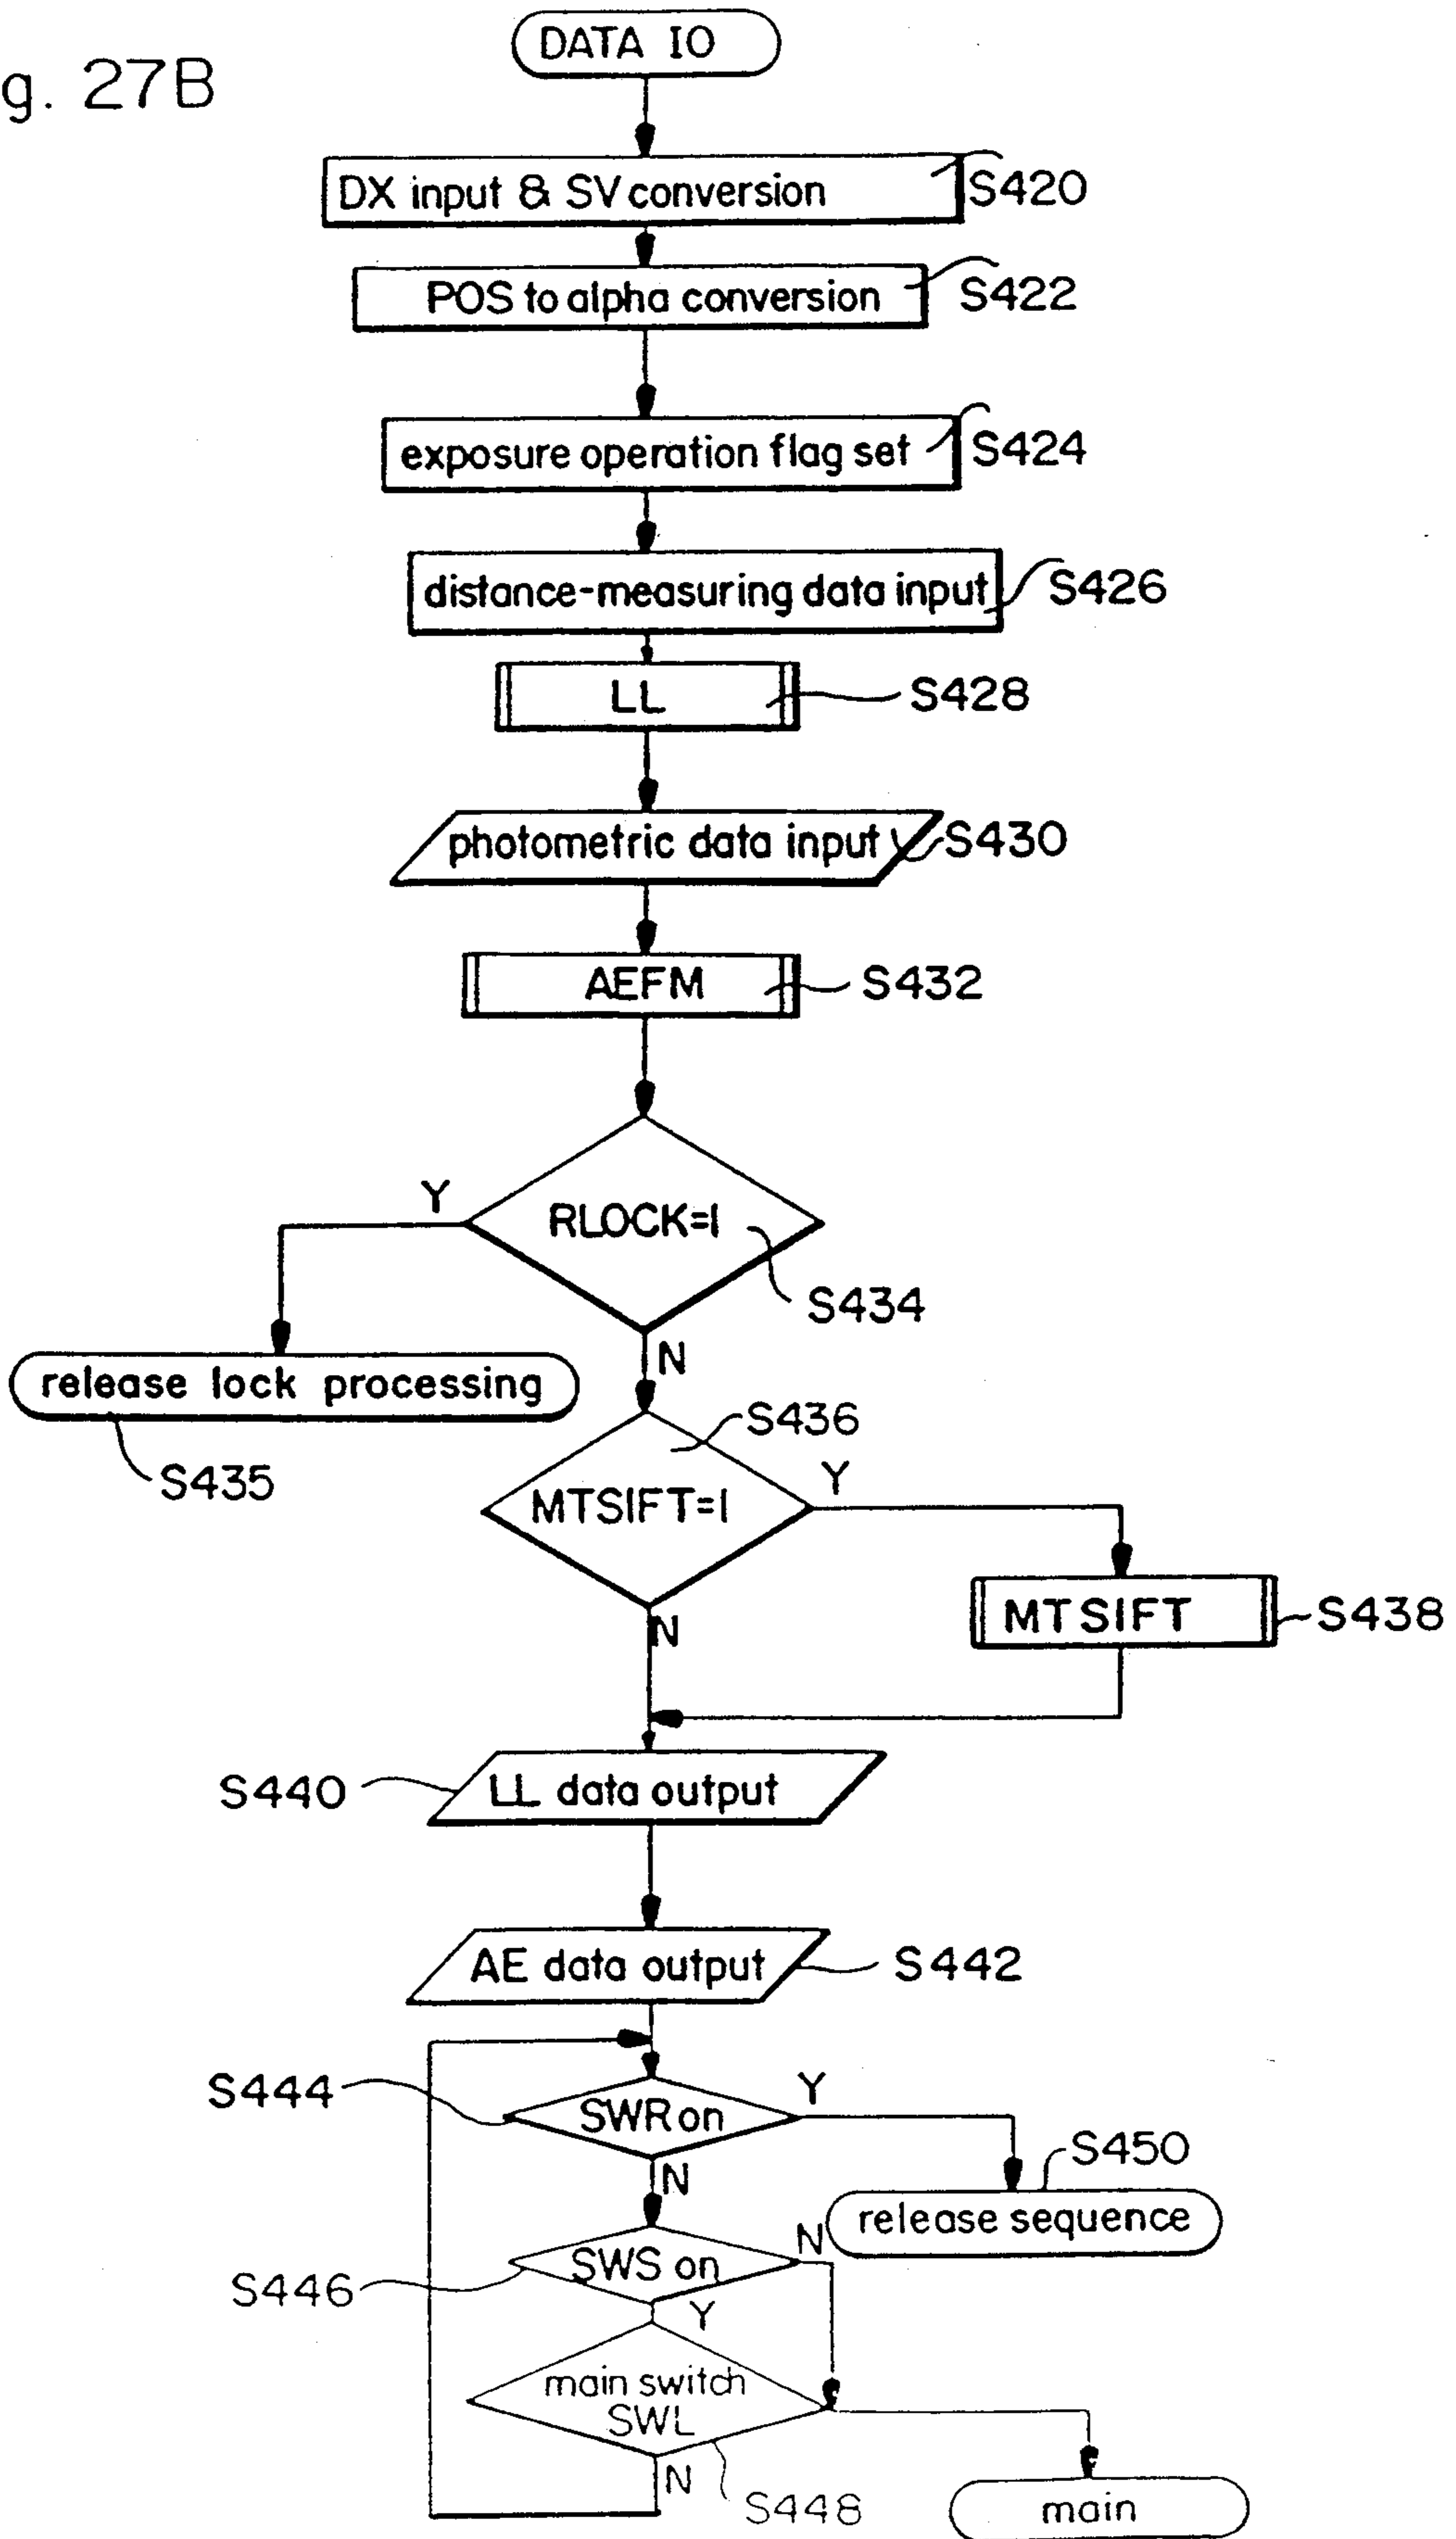 g. 27B
DATA IO
DX input & SV conversion
S420
POS to alpha conversion
S422
exposure operation flag set
S424
distance-measuring data input
S426
LL
S428
photometric data input
S430
AEFM
S432
Y
RLOCK=1
S434
N
release lock processing
S435
S436
MTSIFT=1
Y
MTSIFT
S438
N
S440
LL data output
AE data output
S442
S444
SWR on
Y
S450
release sequence
N
SWS on
N
S446
Y
main switch
SWL
N
S448
main